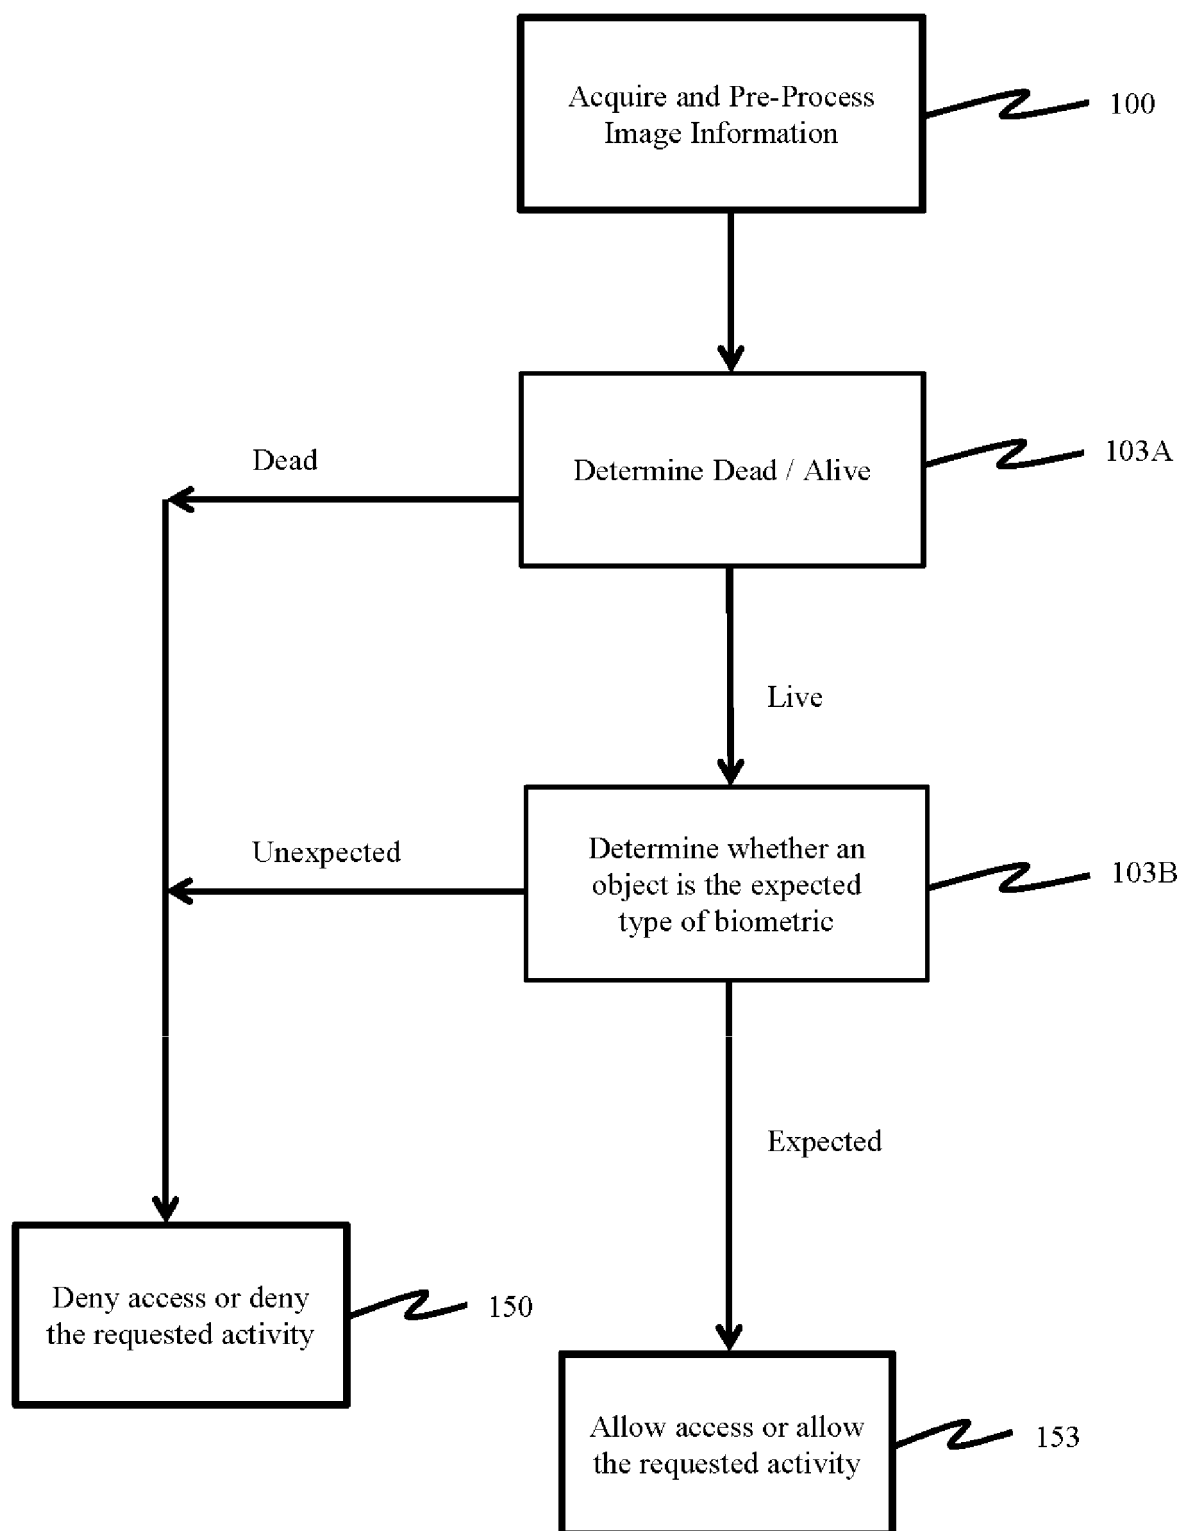 Acquire and Pre-Process
Image Information
100
Determine Dead / Alive
103A
Dead
Live
Determine whether an
object is the expected
type of biometric
103B
Unexpected
Expected
Deny access or deny
the requested activity
150
Allow access or allow
the requested activity
153